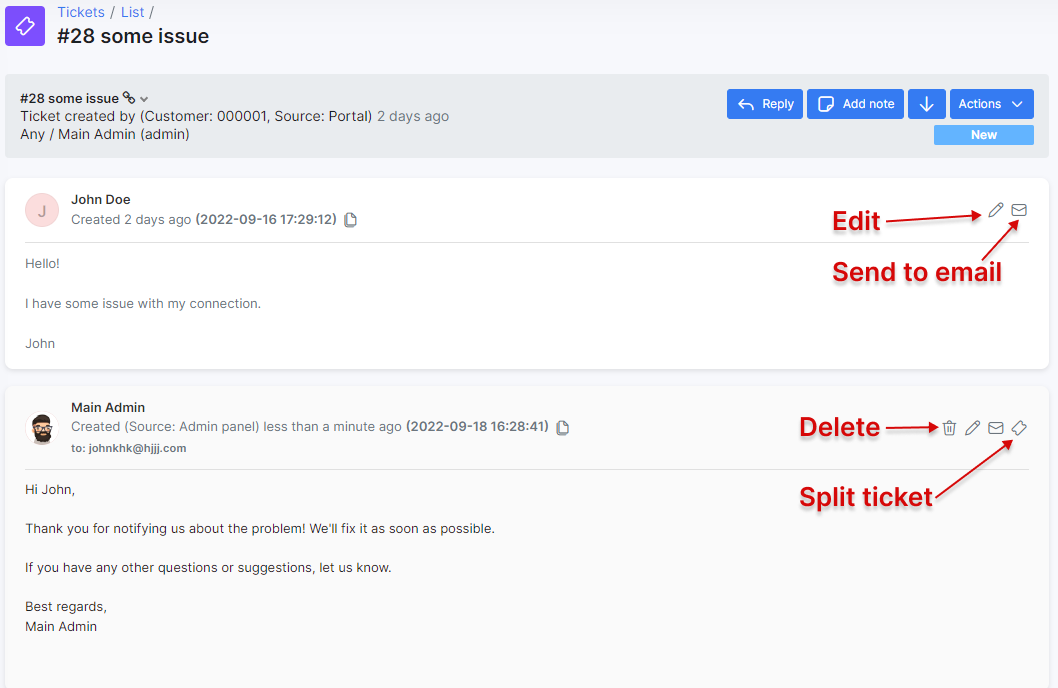 Tickets / List /
#28 some issue
#28 some issue
Ticket created by (Customer: 000001, Source: Portal) 2 days ago
Any / Main Admin (admin)
Reply
Add note
Actions
New
J
John Doe
Created 2 days ago (2022-09-16 17:29:12)
Edit
Send to email
Hello!
I have some issue with my connection.
John
Main Admin
Created (Source: Admin panel) less than a minute ago (2022-09-18 16:28:41)
to: johnkhk@hjjj.com
Delete
Split ticket
Hi John,
Thank you for notifying us about the problem! We'll fix it as soon as possible.
If you have any other questions or suggestions, let us know.
Best regards,
Main Admin